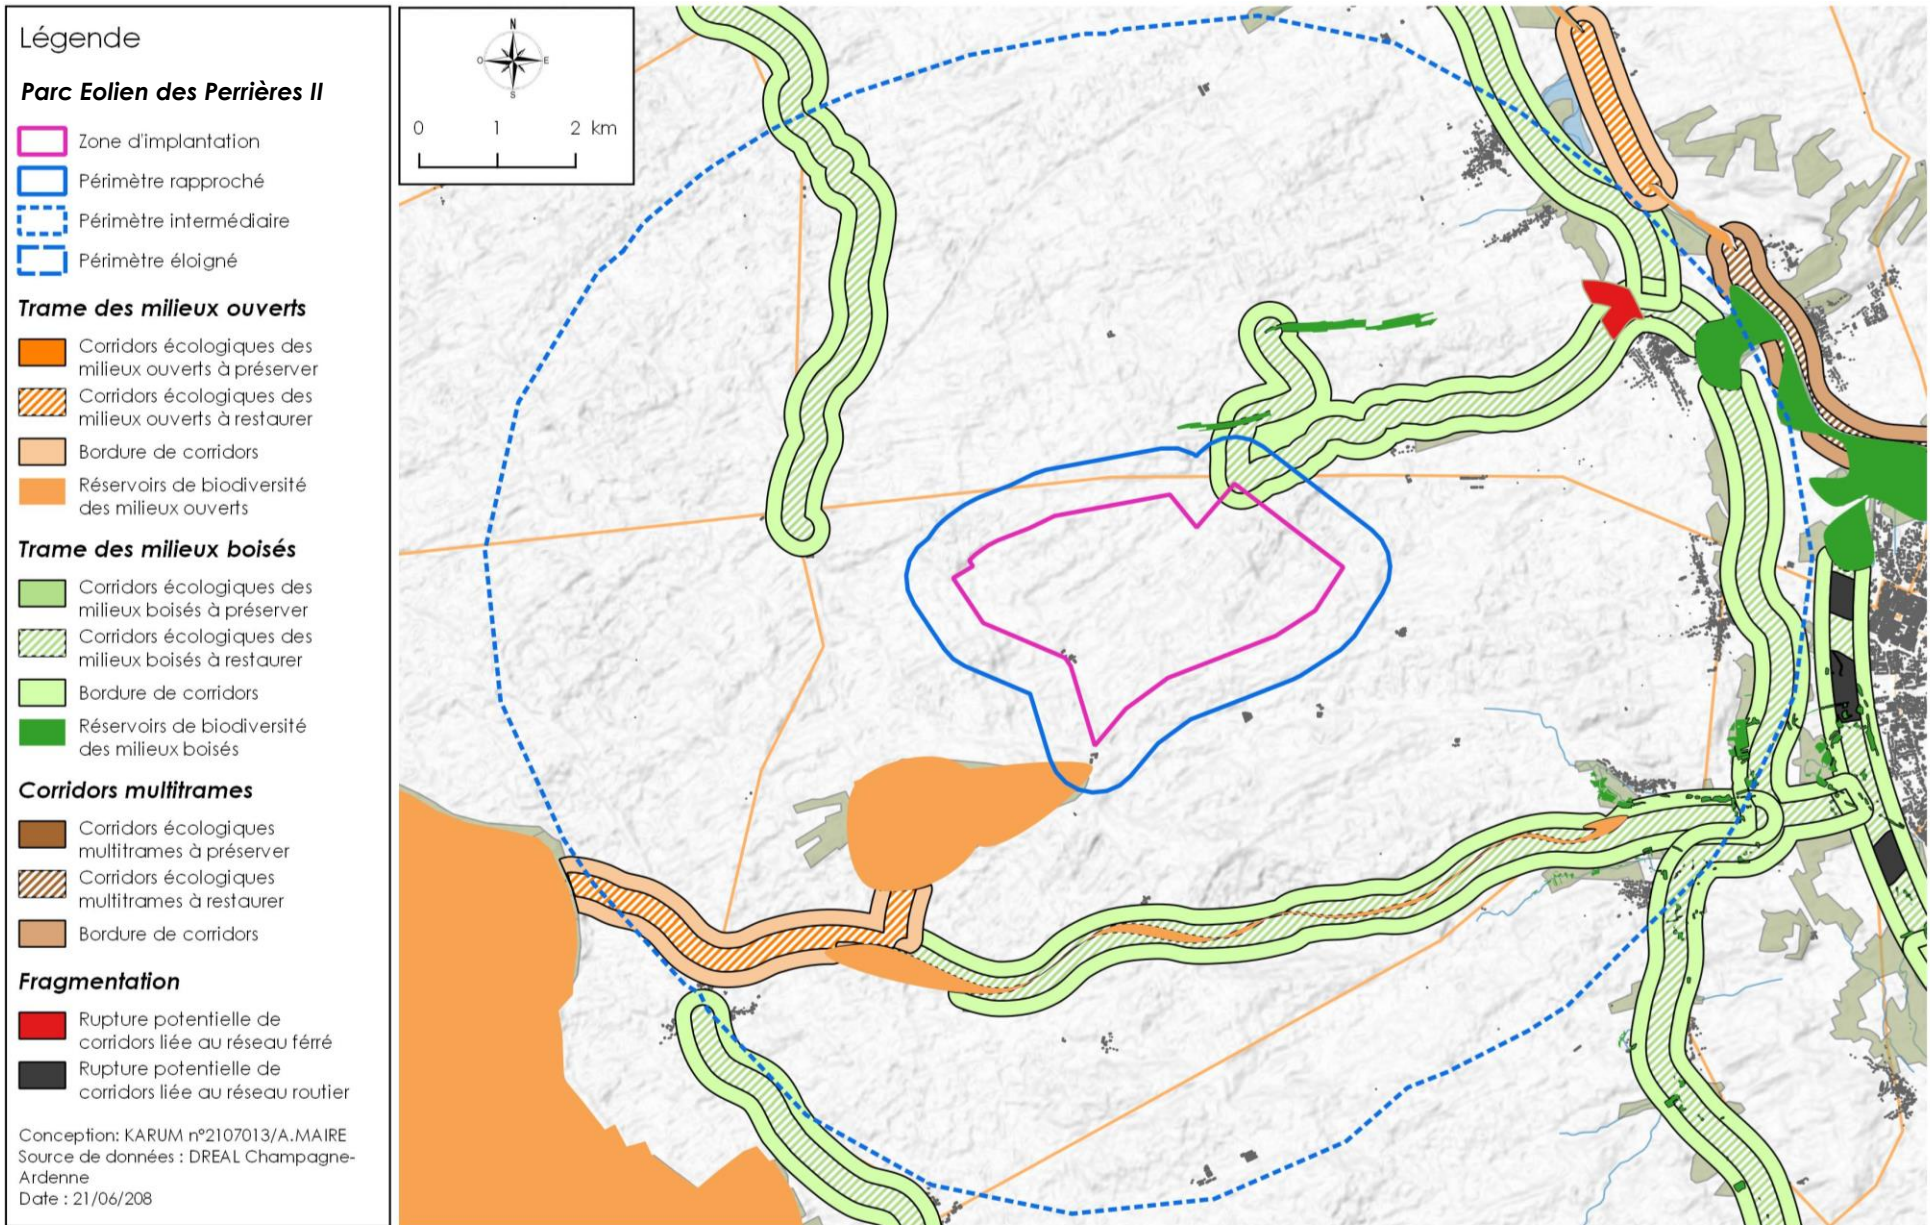 Légende
Parc Eolien des Perrières II
Zone d'implantation
Périmètre rapproché
Périmètre intermédiaire
Périmètre éloigné
Trame des milieux ouverts
Corridors écologiques des
milieux ouverts à préserver
Corridors écologiques des
milieux ouverts à restaurer
Bordure de corridors
Réservoirs de biodiversité
des milieux ouverts
Trame des milieux boisés
Corridors écologiques des
milieux boisés à préserver
Corridors écologiques des
milieux boisés à restaurer
Bordure de corridors
Réservoirs de biodiversité
des milieux boisés
Corridors multitrames
Corridors écologiques
multitrames à préserver
Corridors écologiques
multitrames à restaurer
Bordure de corridors
Fragmentation
Rupture potentielle de
corridors liée au réseau férré
Rupture potentielle de
corridors liée au réseau routier
Conception: KARUM n°2107013/A.MAIRE
Source de données : DREAL Champagne-
Ardenne
Date : 21/06/208
N
O E
S
0 1 2 km